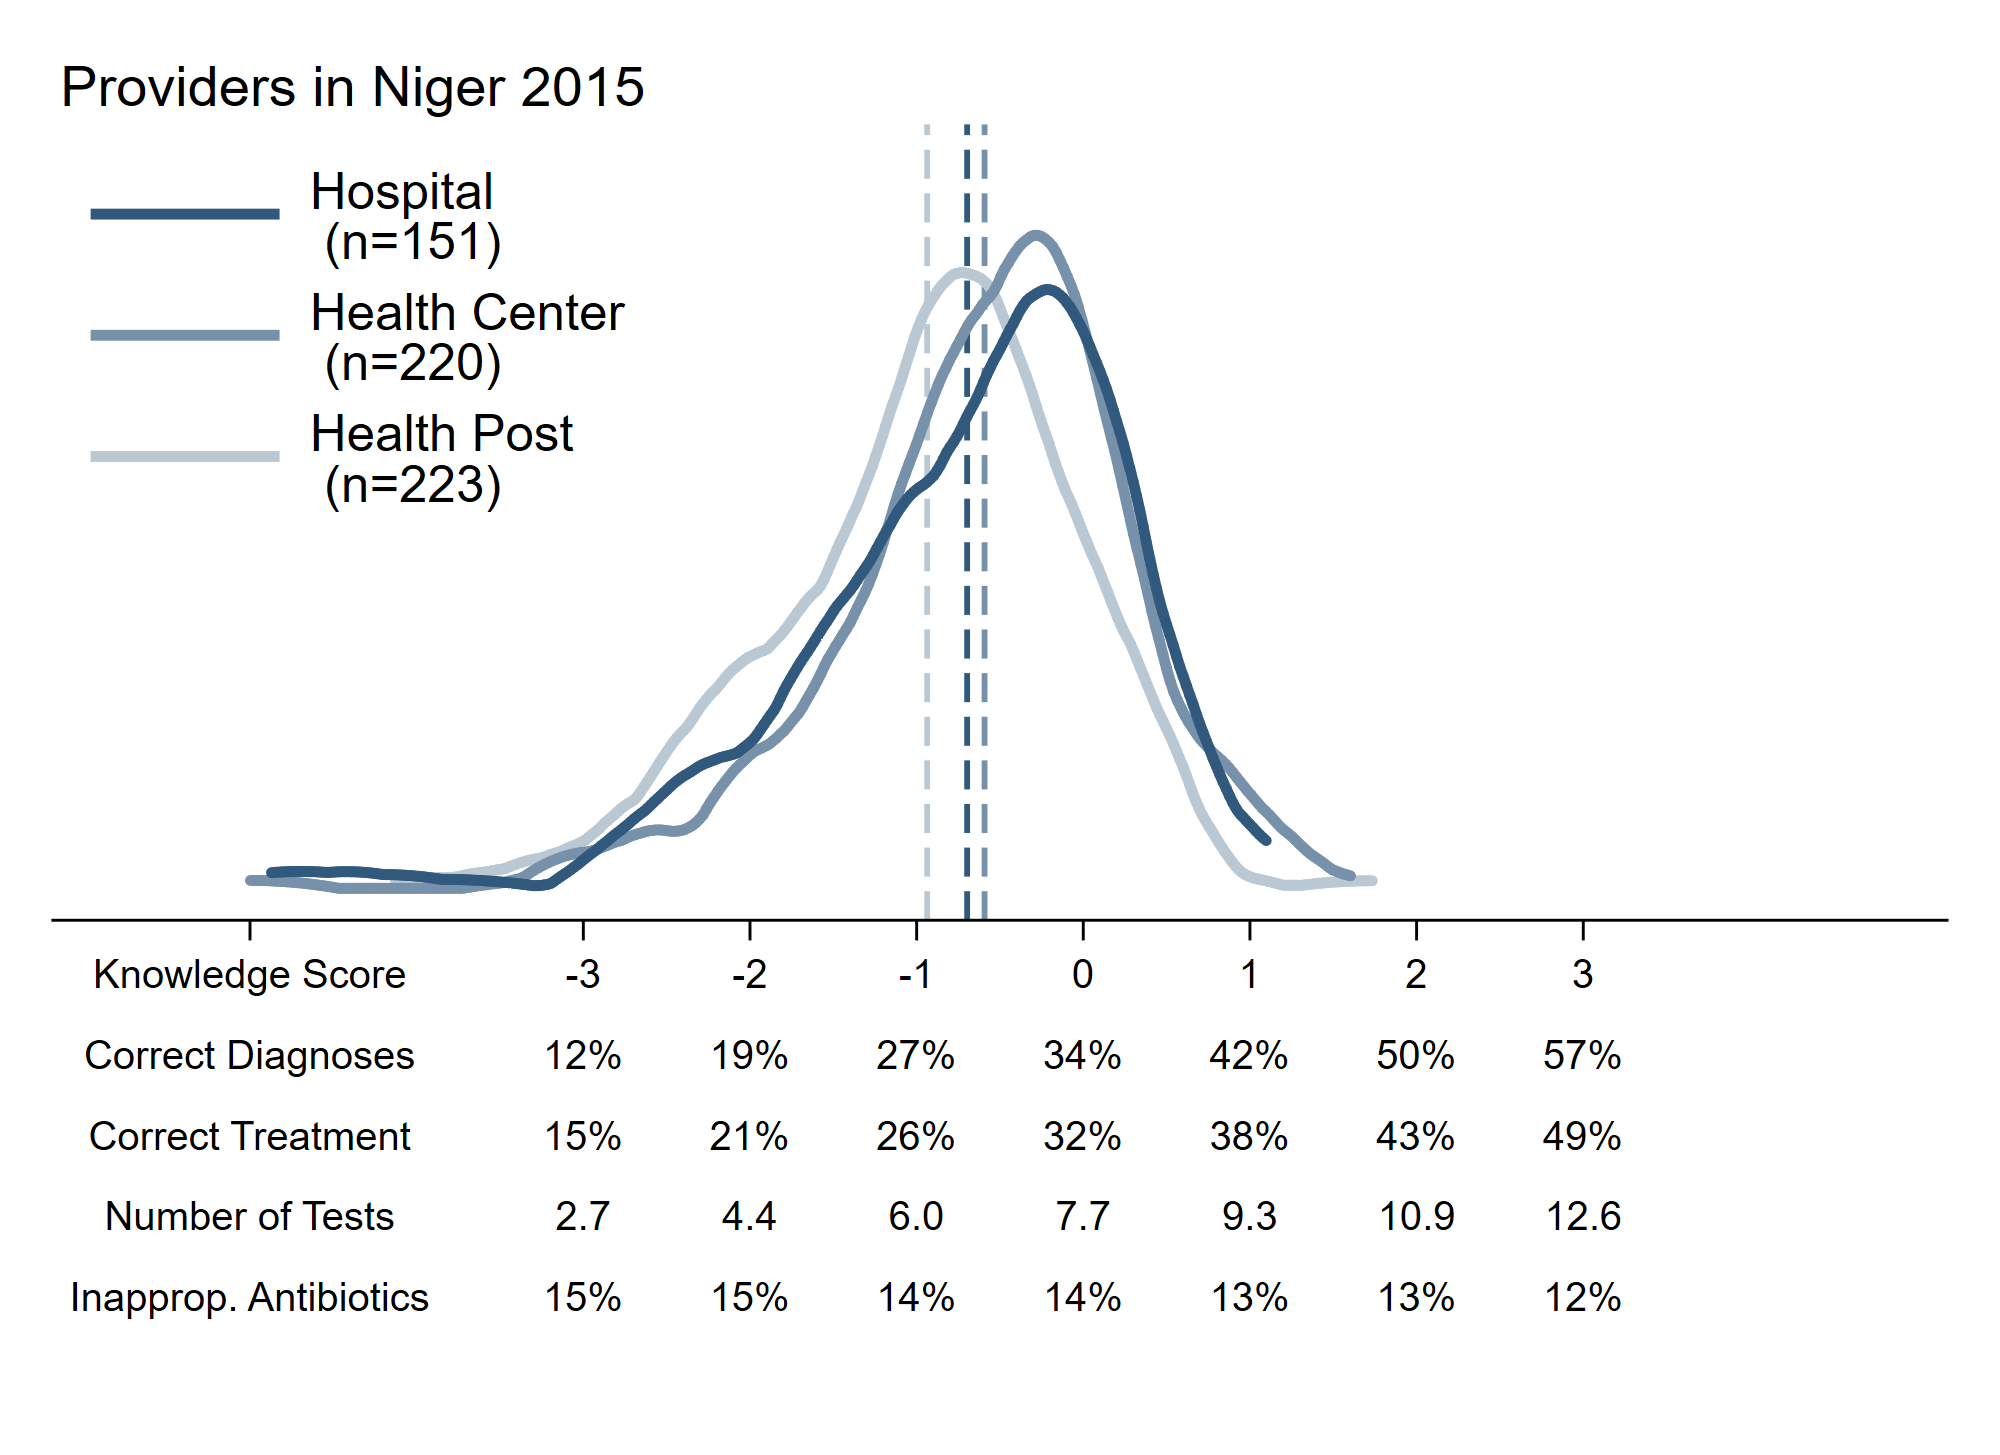 Providers in Niger 2015
Hospital
(n=151)
Health Center
(n=220)
Health Post
(n=223)
Knowledge Score -3 -2 -1 0 1 2 3
Correct Diagnoses 12% 19% 27% 34% 42% 50% 57%
Correct Treatment 15% 21% 26% 32% 38% 43% 49%
Number of Tests 2.7 4.4 6.0 7.7 9.3 10.9 12.6
Inapprop. Antibiotics 15% 15% 14% 14% 13% 13% 12%